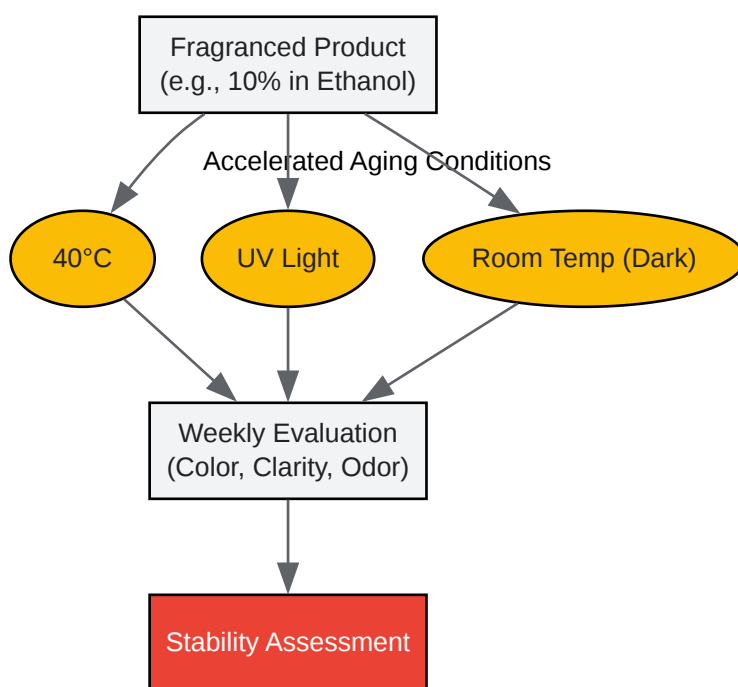 Fragranced Product
(e.g., 10% in Ethanol)
Accelerated Aging Conditions
40°C
UV Light
Room Temp (Dark)
Weekly Evaluation
(Color, Clarity, Odor)
Stability Assessment